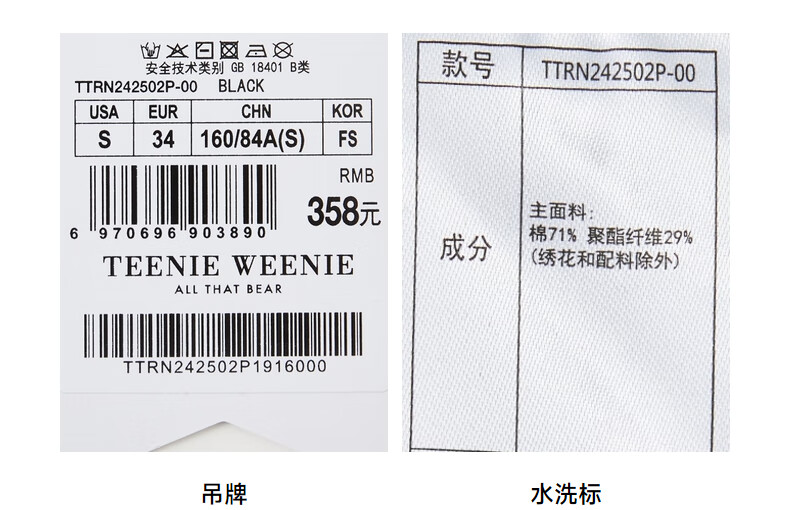 安全技术类别 GB 18401 B类
TTRN242502P-00 BLACK
USA EUR CHN KOR
S 34 160/84A(S) FS
RMB
358元
6 970696 903890
TEENIE WEENIE
ALL THAT BEAR
TTRN242502P1916000
款号 TTRN242502P-00
主面料:
成分 棉71% 聚酯纤维29%
(绣花和配料除外)
吊牌 水洗标